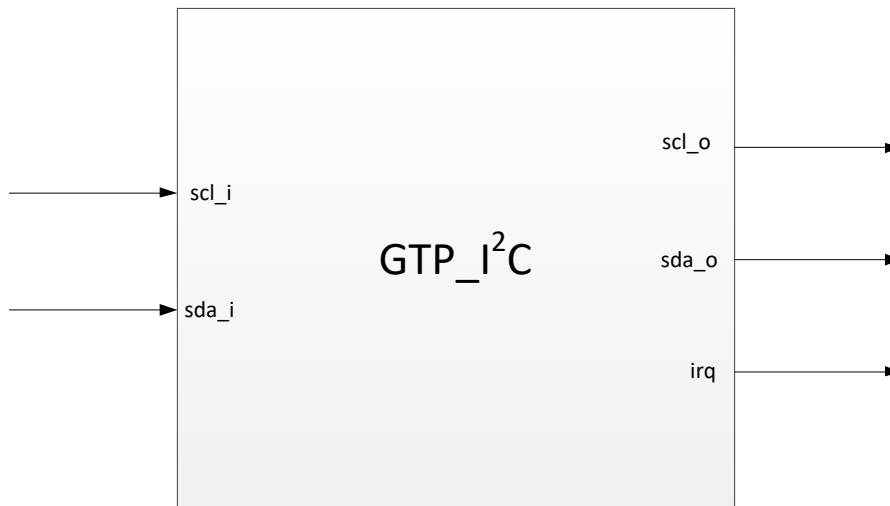 scl_o
scl_i
GTP_I²C
sda_o
sda_i
irq